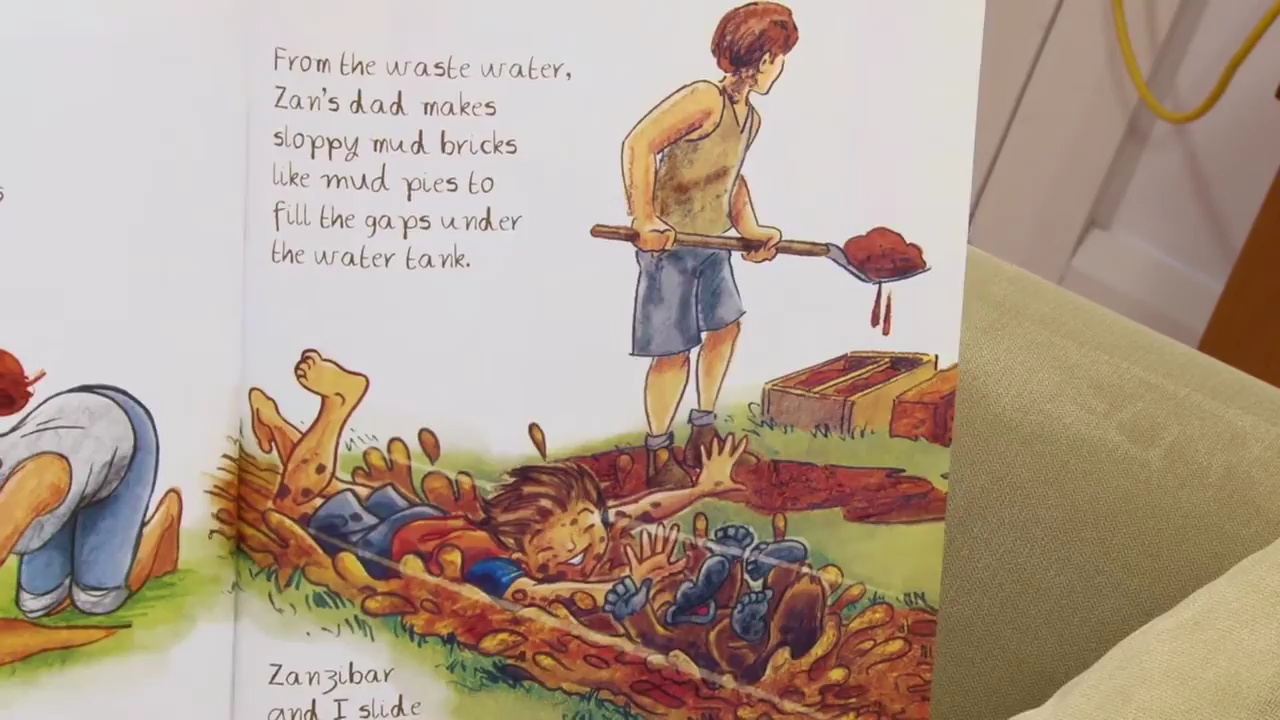 From the waste water,
Zan's dad makes
sloppy mud bricks
like mud pies to
fill the gaps under
the water tank.
Zanzibar
and I slide